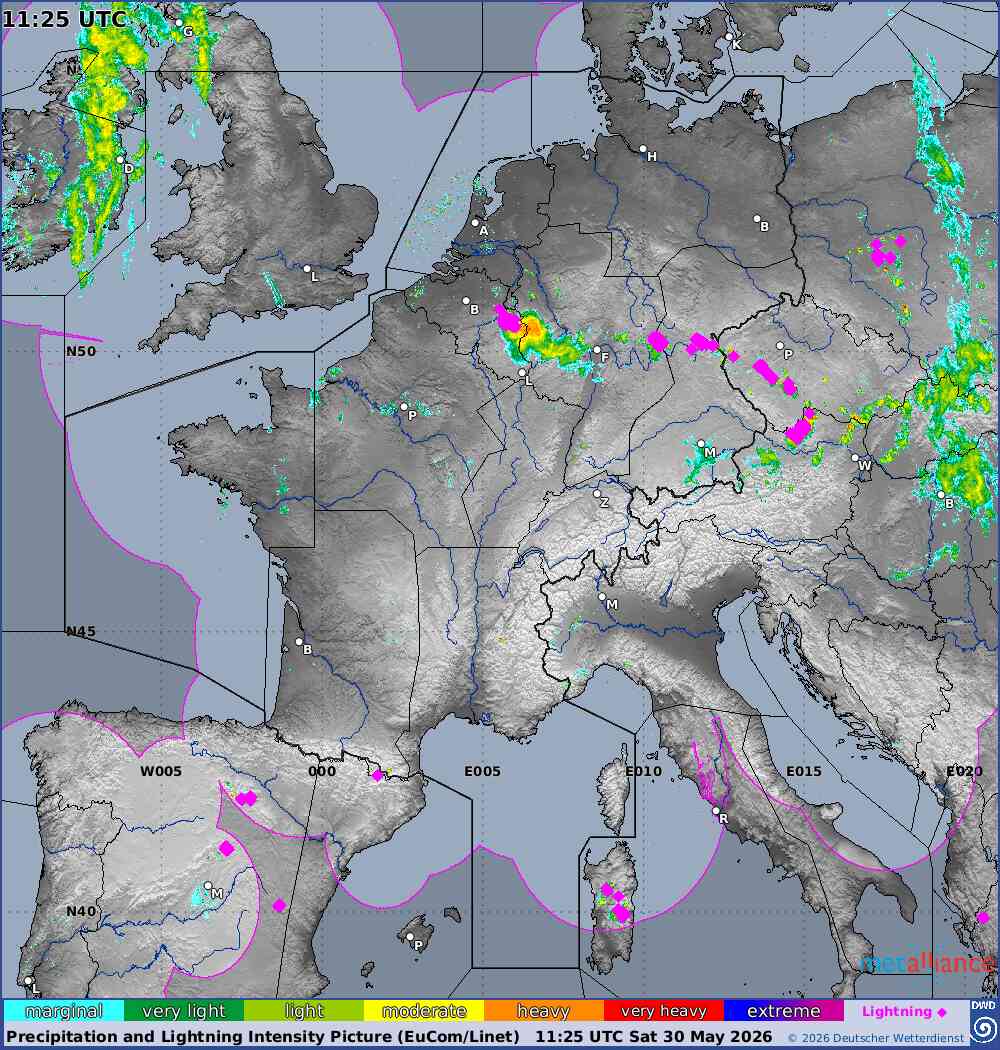 11:25 UTC
G
K
N
D
H
B
A
L
B
N50
P
F
L
P
M
W
Z
B
M
N45
B
W005
000
E005
E010
E015
E020
R
M
N40
P
metalliance
L
marginal very light light moderate heavy very heavy extreme Lightning
DWD
Precipitation and Lightning Intensity Picture (EuCom/Linet) 11:25 UTC Sat 30 May 2026 © 2026 Deutscher Wetterdienst